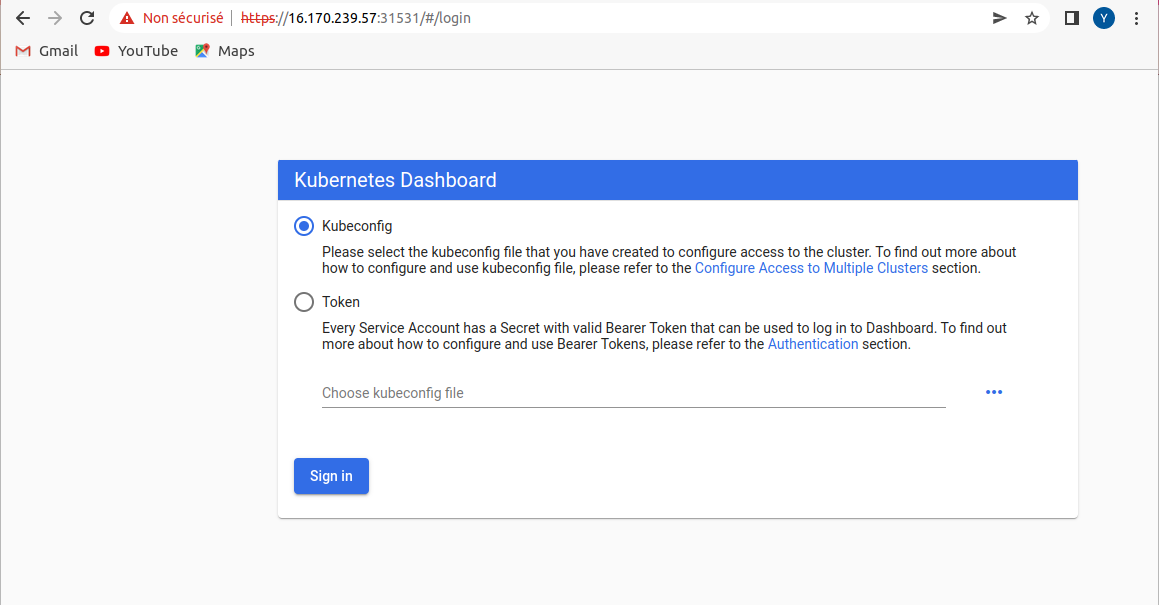 Non sécurisé https://16.170.239.57:31531/#/login Y
Gmail YouTube Maps
Kubernetes Dashboard
Kubeconfig
Please select the kubeconfig file that you have created to configure access to the cluster. To find out more about
how to configure and use kubeconfig file, please refer to the Configure Access to Multiple Clusters section.
Token
Every Service Account has a Secret with valid Bearer Token that can be used to log in to Dashboard. To find out
more about how to configure and use Bearer Tokens, please refer to the Authentication section.
Choose kubeconfig file
Sign in